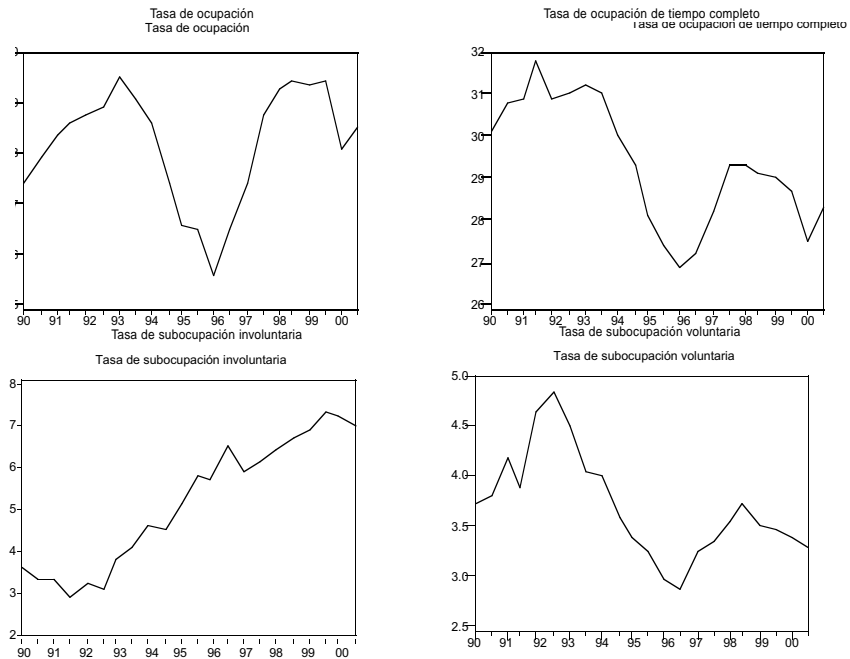 Tasa de ocupación
Tasa de ocupación
90 91 92 93 94 95 96 97 98 99 00
Tasa de ocupación de tiempo completo
Tasa de ocupación de tiempo completo
32
31
30
29
28
27
26
90 91 92 93 94 95 96 97 98 99 00
Tasa de subocupación involuntaria
Tasa de subocupación involuntaria
8
7
6
5
4
3
2
90 91 92 93 94 95 96 97 98 99 00
Tasa de subocupación voluntaria
Tasa de subocupación voluntaria
5.0
4.5
4.0
3.5
3.0
2.5
90 91 92 93 94 95 96 97 98 99 00